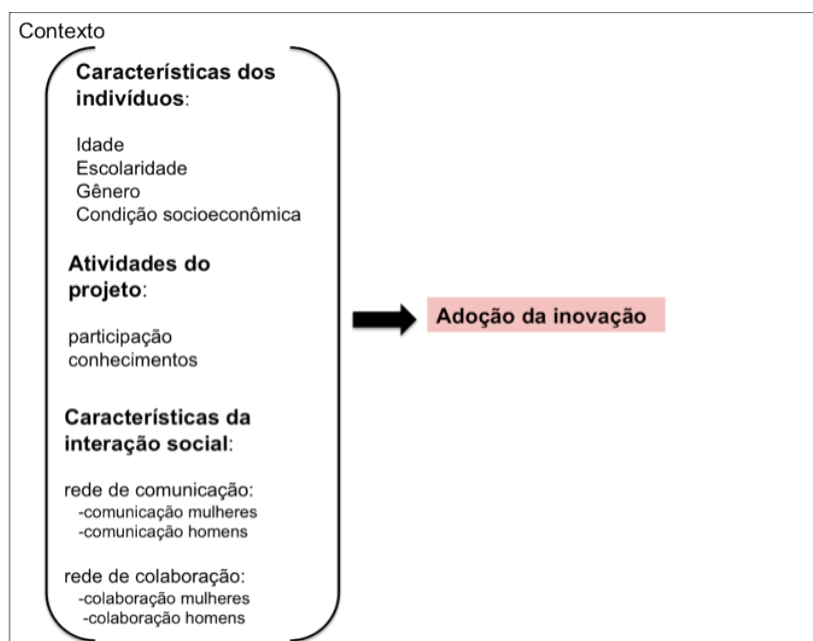 Contexto
Características dos
indivíduos:
Idade
Escolaridade
Gênero
Condição socioeconômica
Atividades do
projeto:
participação
conhecimentos
Características da
interação social:
rede de comunicação:
-comunicação mulheres
-comunicação homens
rede de colaboração:
-colaboração mulheres
-colaboração homens
Adoção da inovação